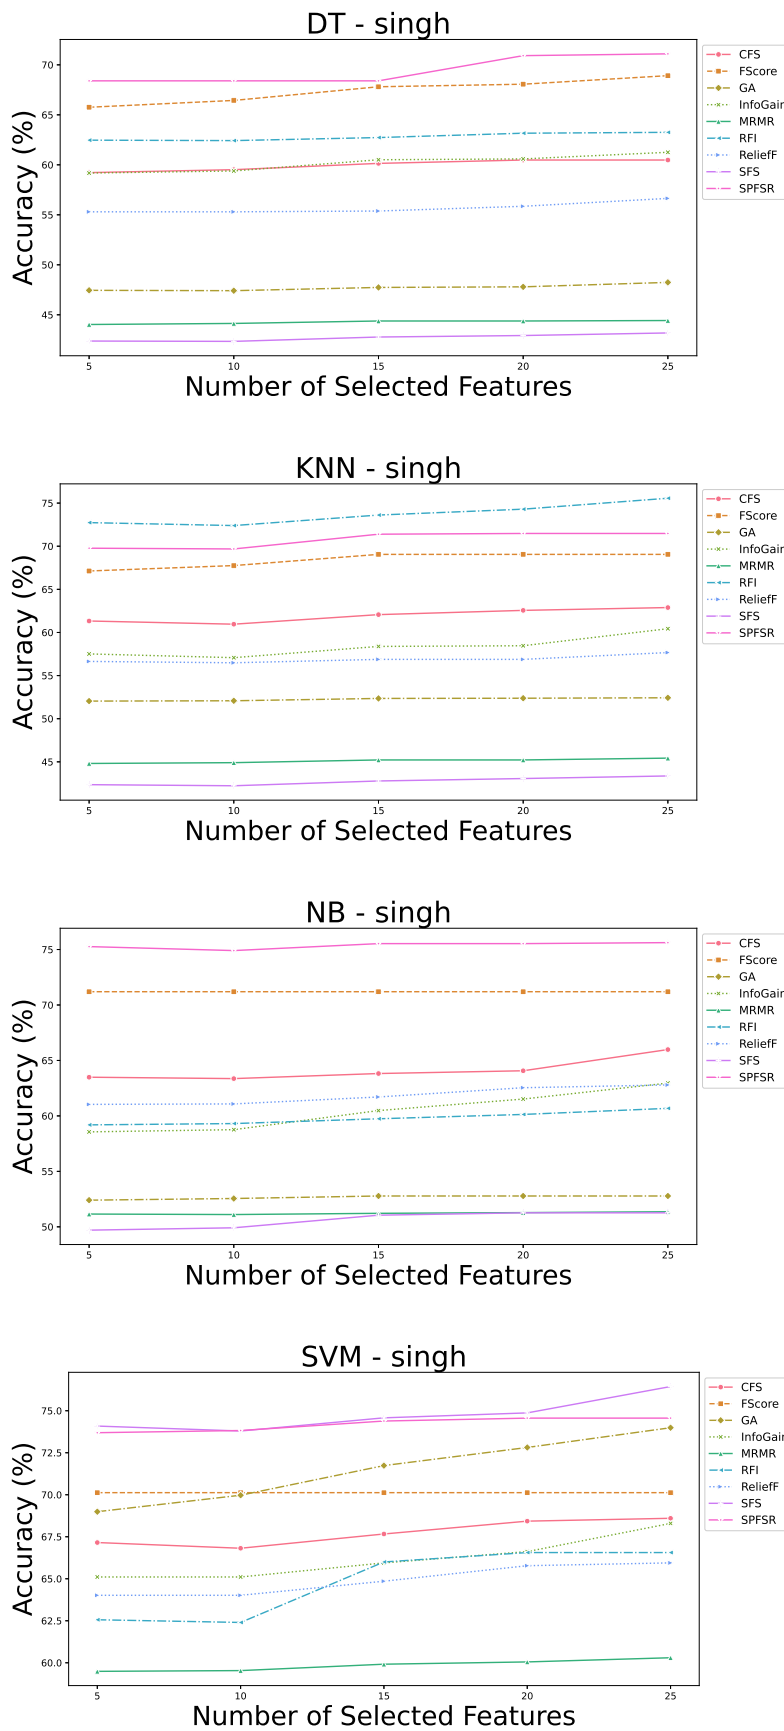 DT - singh
Accuracy (%)
70
65
60
55
50
45
5 10 15 20 25
Number of Selected Features
CFS
FScore
GA
InfoGain
MRMR
RFI
ReliefF
SFS
SPFSR
KNN - singh
Accuracy (%)
75
70
65
60
55
50
45
5 10 15 20 25
Number of Selected Features
CFS
FScore
GA
InfoGain
MRMR
RFI
ReliefF
SFS
SPFSR
NB - singh
Accuracy (%)
75
70
65
60
55
50
5 10 15 20 25
Number of Selected Features
CFS
FScore
GA
InfoGain
MRMR
RFI
ReliefF
SFS
SPFSR
SVM - singh
Accuracy (%)
75.0
72.5
70.0
67.5
65.0
62.5
60.0
5 10 15 20 25
Number of Selected Features
CFS
FScore
GA
InfoGain
MRMR
RFI
ReliefF
SFS
SPFSR